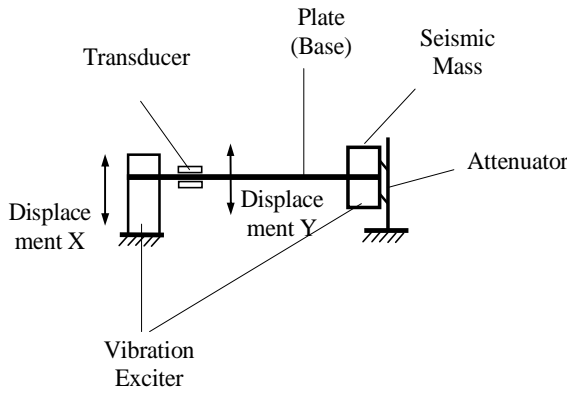 Plate
(Base)
Seismic
Mass
Transducer
Attenuator
Displace
ment X
Displace
ment Y
Vibration
Exciter